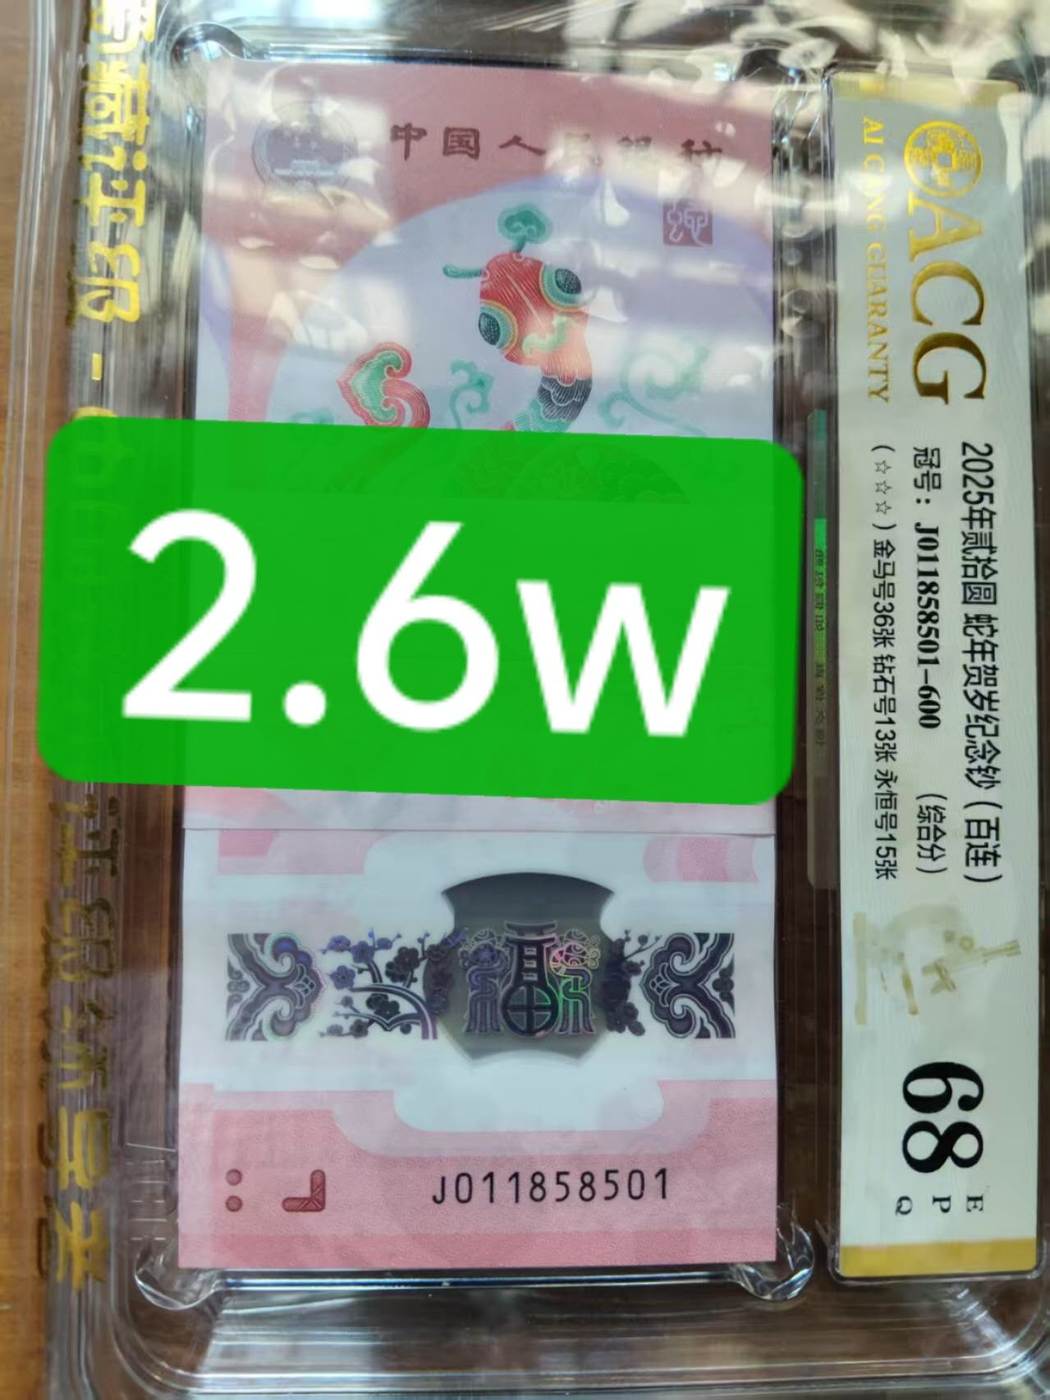 中国人民银行
2.6w
福
J011858501
ACG
AI CANG GUARANTY
2025年贰拾圆 蛇年贺岁纪念钞（百连）
冠号：J011858501-600 （综合分）
（☆☆☆）金马号36张 钻石号13张 永恒号15张
68
EPQ